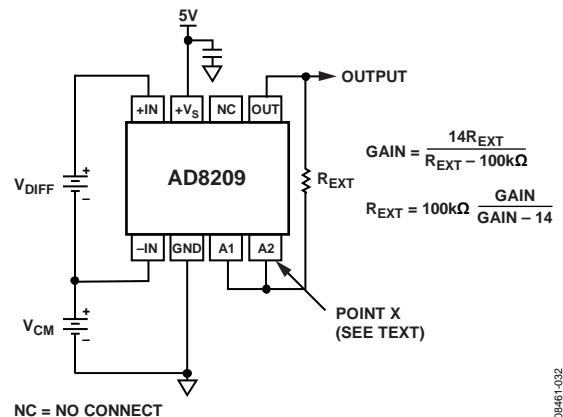 5V
OUTPUT
+IN
+VS
NC
OUT
GAIN = 14REXT / REXT – 100kΩ
VDIFF
+
–
AD8209
REXT
REXT = 100kΩ GAIN / GAIN – 14
–IN
GND
A1
A2
VCM
+
–
POINT X
(SEE TEXT)
NC = NO CONNECT
08461-032